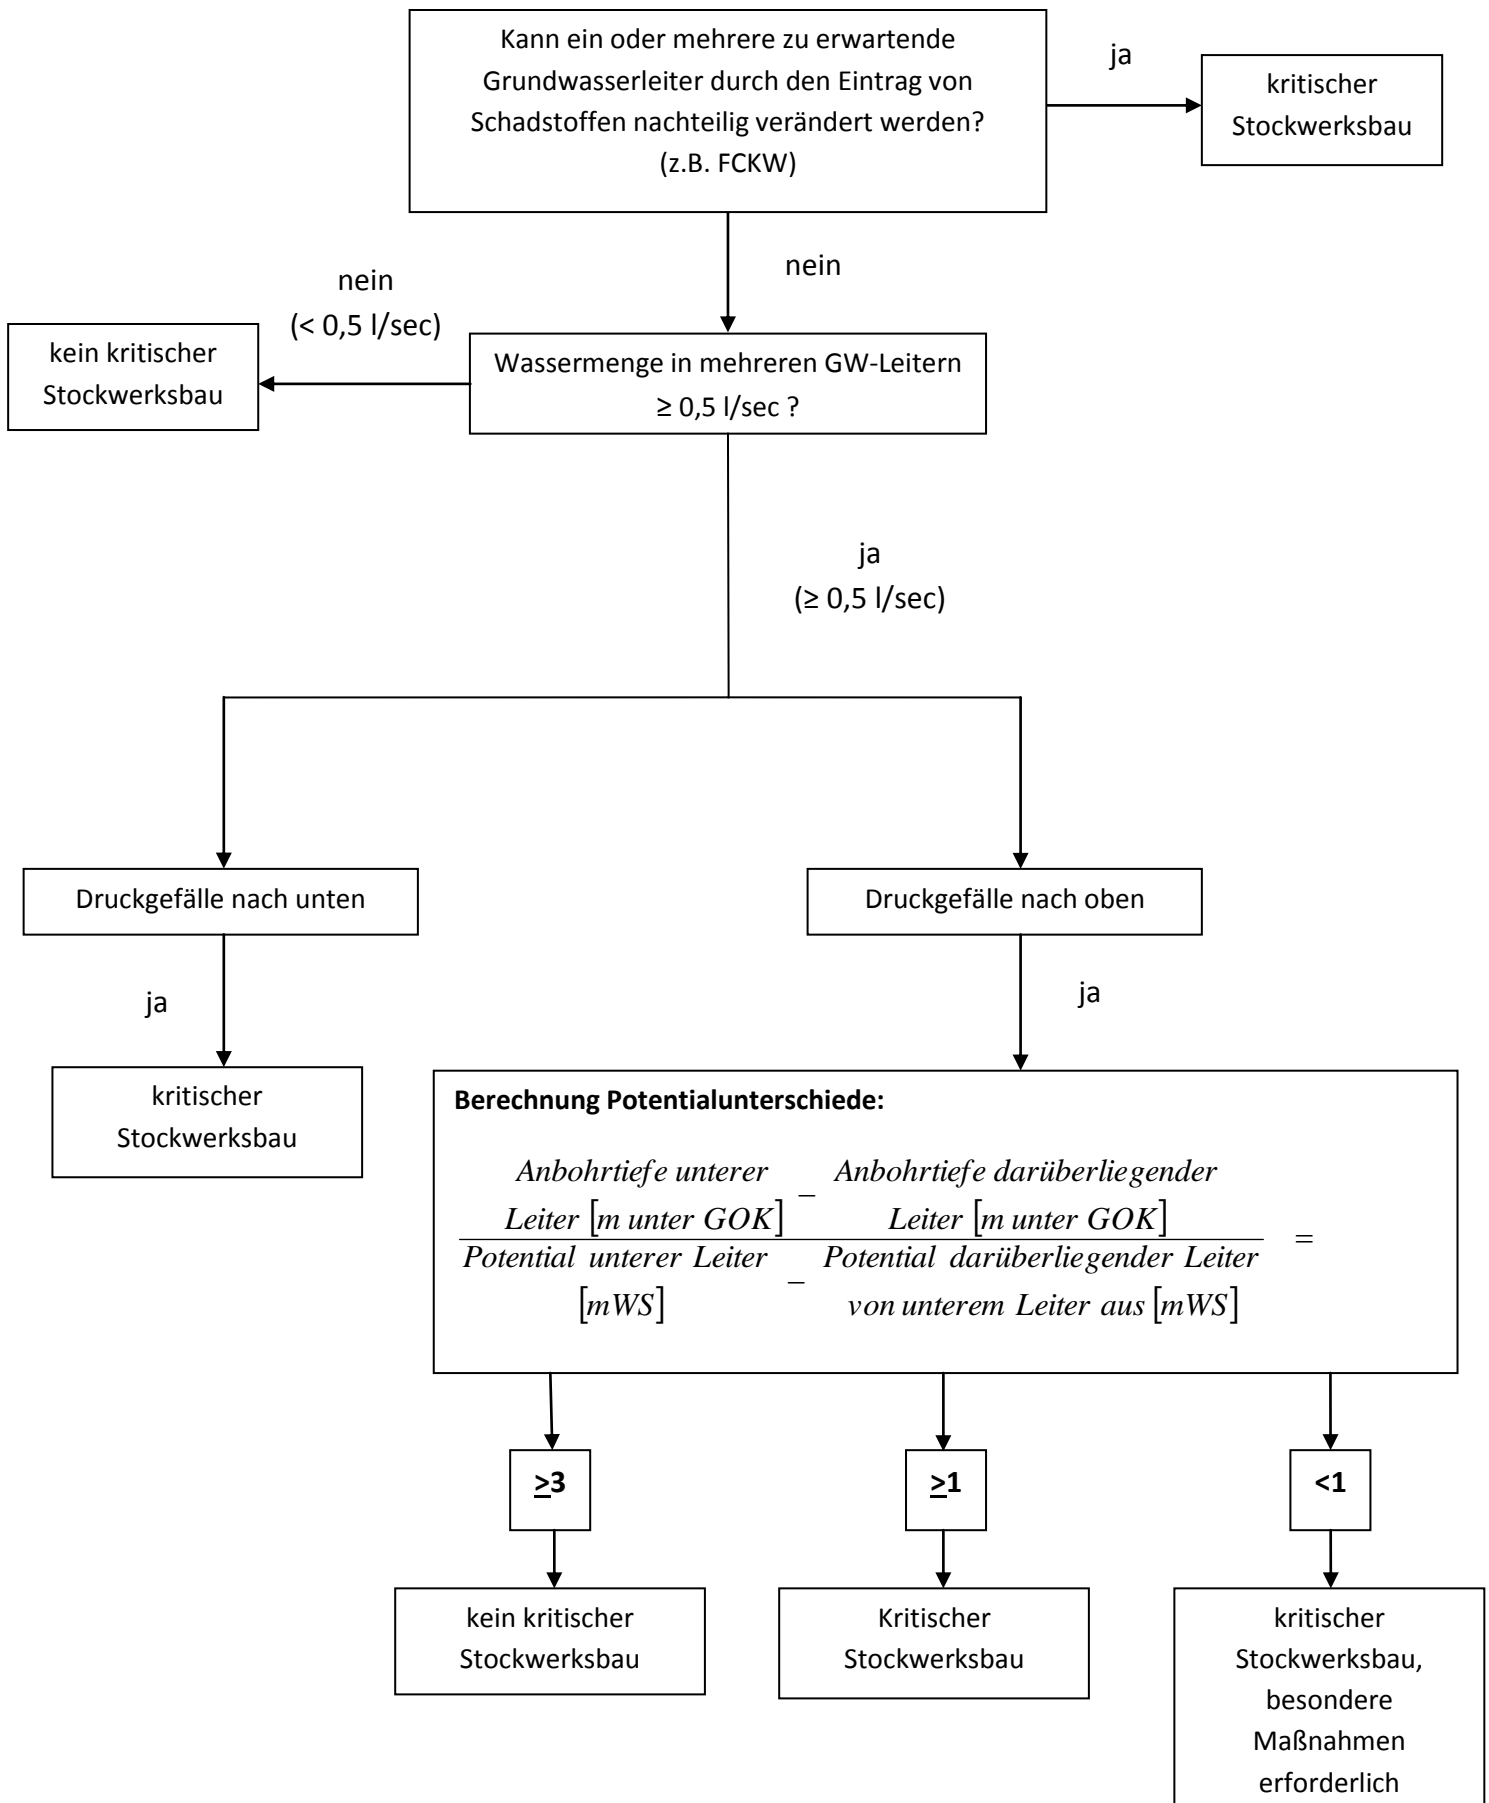 Kann ein oder mehrere zu erwartende
Grundwasserleiter durch den Eintrag von
Schadstoffen nachteilig verändert werden?
(z.B. FCKW)
ja
kritischer
Stockwerksbau
nein
nein
(< 0,5 l/sec)
kein kritischer
Stockwerksbau
Wassermenge in mehreren GW-Leitern
≥ 0,5 l/sec ?
ja
(≥ 0,5 l/sec)
Druckgefälle nach unten
Druckgefälle nach oben
ja
ja
kritischer
Stockwerksbau
Berechnung Potentialunterschiede:
Anbohrtiefe unterer − Anbohrtiefe darüberliegender
Leiter [m unter GOK] Leiter [m unter GOK]
=
Potential unterer Leiter − Potential darüberliegender Leiter
[mWS] von unterem Leiter aus [mWS]
≥3
≥1
<1
kein kritischer
Stockwerksbau
Kritischer
Stockwerksbau
kritischer
Stockwerksbau,
besondere
Maßnahmen
erforderlich